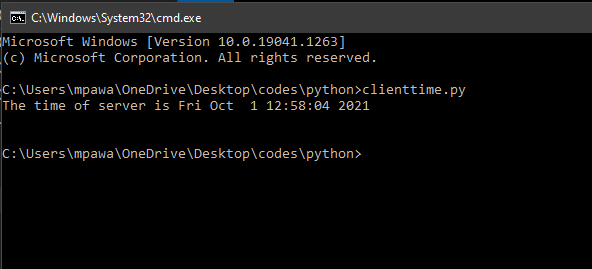 C:\Windows\System32\cmd.exe
Microsoft Windows [Version 10.0.19041.1263]
(c) Microsoft Corporation. All rights reserved.
C:\Users\mpawa\OneDrive\Desktop\codes\python>clienttime.py
The time of server is Fri Oct  1 12:58:04 2021
C:\Users\mpawa\OneDrive\Desktop\codes\python>